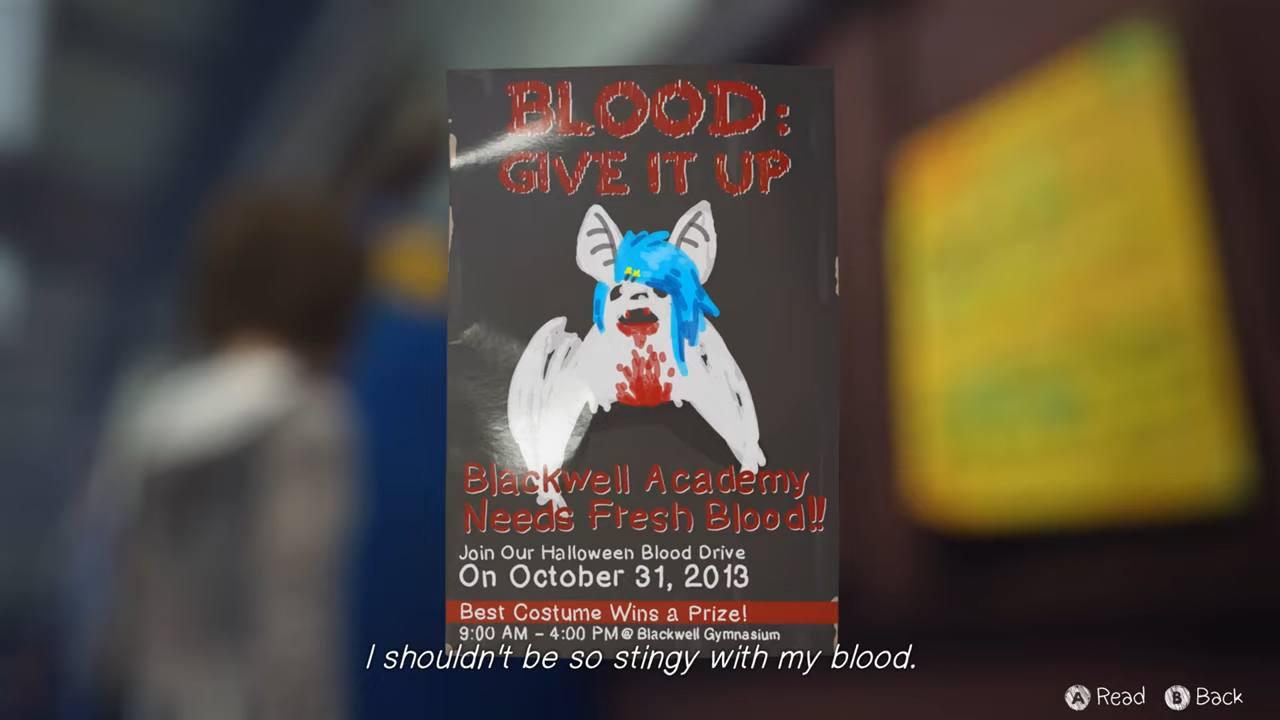 BLOOD:
GIVE IT UP
Blackwell Academy
Needs Fresh Blood!!
Join Our Halloween Blood Drive
On October 31, 2013
Best Costume Wins a Prize!
9:00 AM - 4:00 PM @ Blackwell Gymnasium
I shouldn't be so stingy with my blood.
A Read B Back